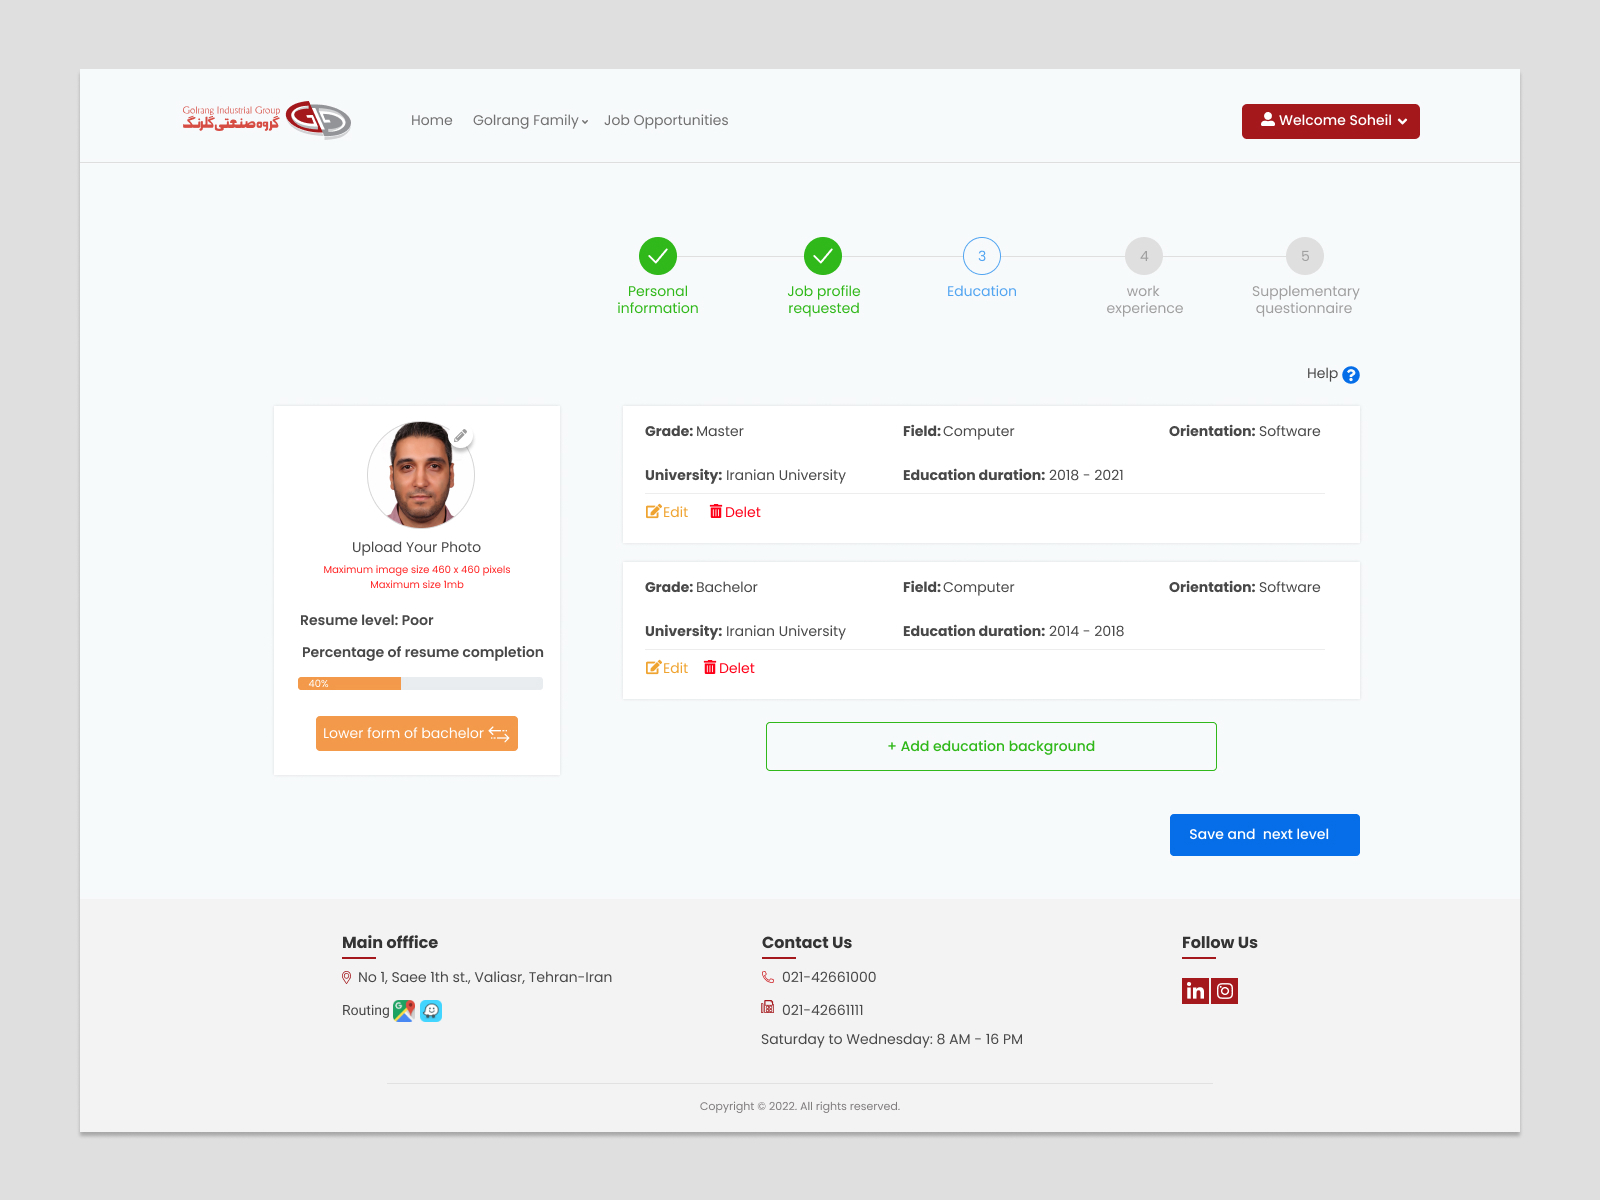 Golrang Industrial Group
گروه صنعتی گلرنگ
Home Golrang Family Job Opportunities
Welcome Soheil
3 4 5
Personal information
Job profile requested
Education
work experience
Supplementary questionnaire
Help ?
Upload Your Photo
Maximum image size 460 x 460 pixels
Maximum size 1mb
Resume level: Poor
Percentage of resume completion
40%
Lower form of bachelor
Grade: Master Field: Computer Orientation: Software
University: Iranian University Education duration: 2018 - 2021
Edit Delet
Grade: Bachelor Field: Computer Orientation: Software
University: Iranian University Education duration: 2014 - 2018
Edit Delet
+ Add education background
Save and next level
Main offfice
No 1, Saee 1th st., Valiasr, Tehran-Iran
Routing
Contact Us
021-42661000
021-42661111
Saturday to Wednesday: 8 AM - 16 PM
Follow Us
in
Copyright © 2022. All rights reserved.